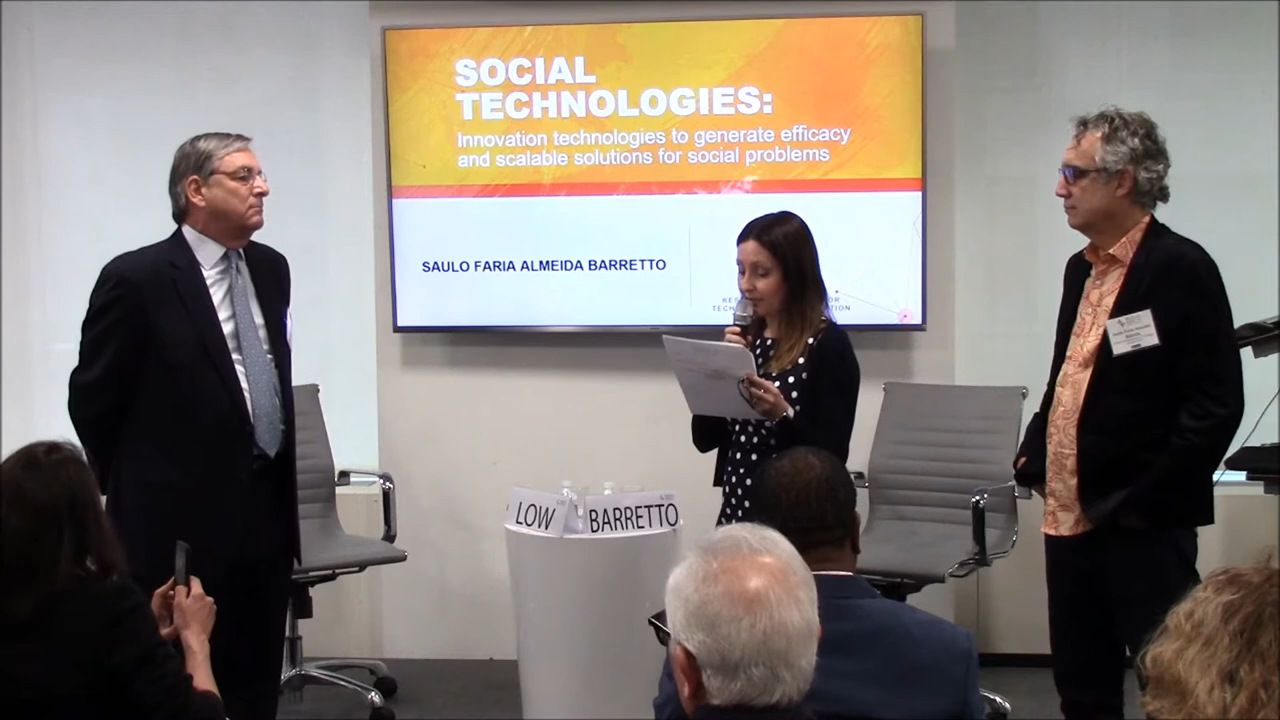 SOCIAL
TECHNOLOGIES:
Innovation technologies to generate efficacy
and scalable solutions for social problems
SAULO FARIA ALMEIDA BARRETTO
LOW
BARRETTO